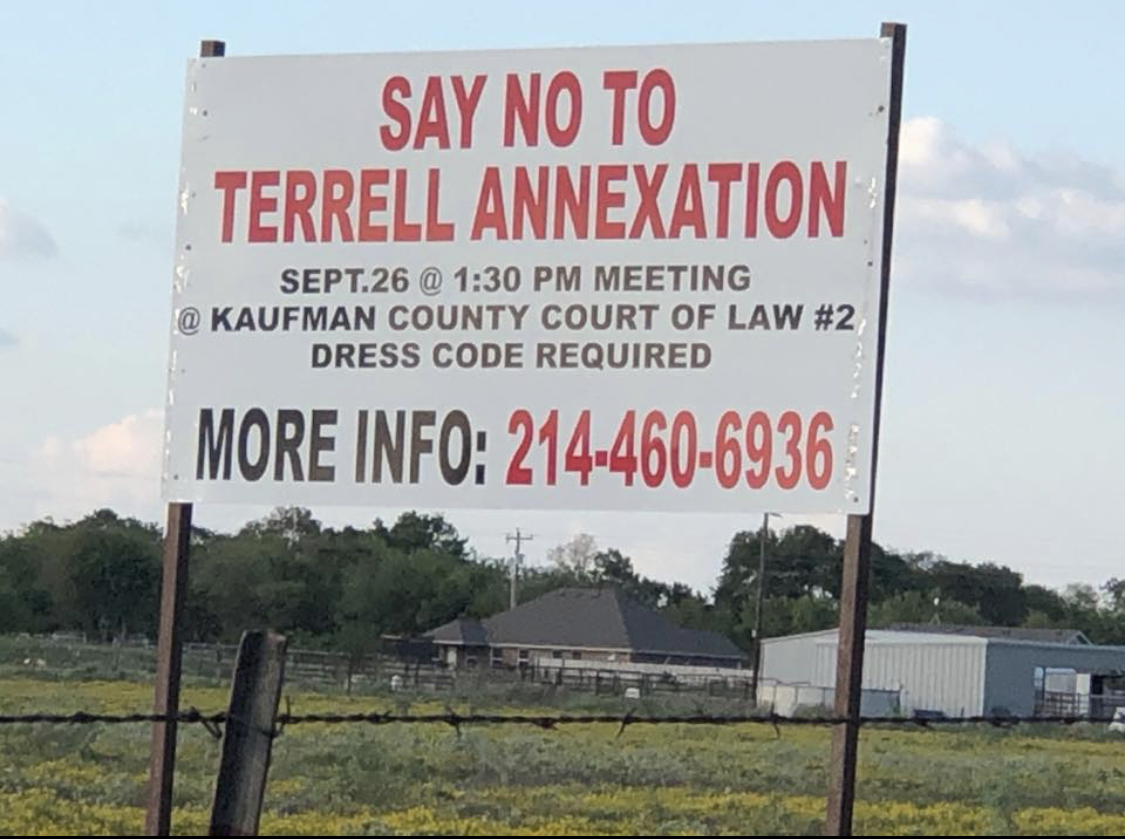 SAY NO TO
TERRELL ANNEXATION
SEPT.26 @ 1:30 PM MEETING
@ KAUFMAN COUNTY COURT OF LAW #2
DRESS CODE REQUIRED
MORE INFO: 214-460-6936